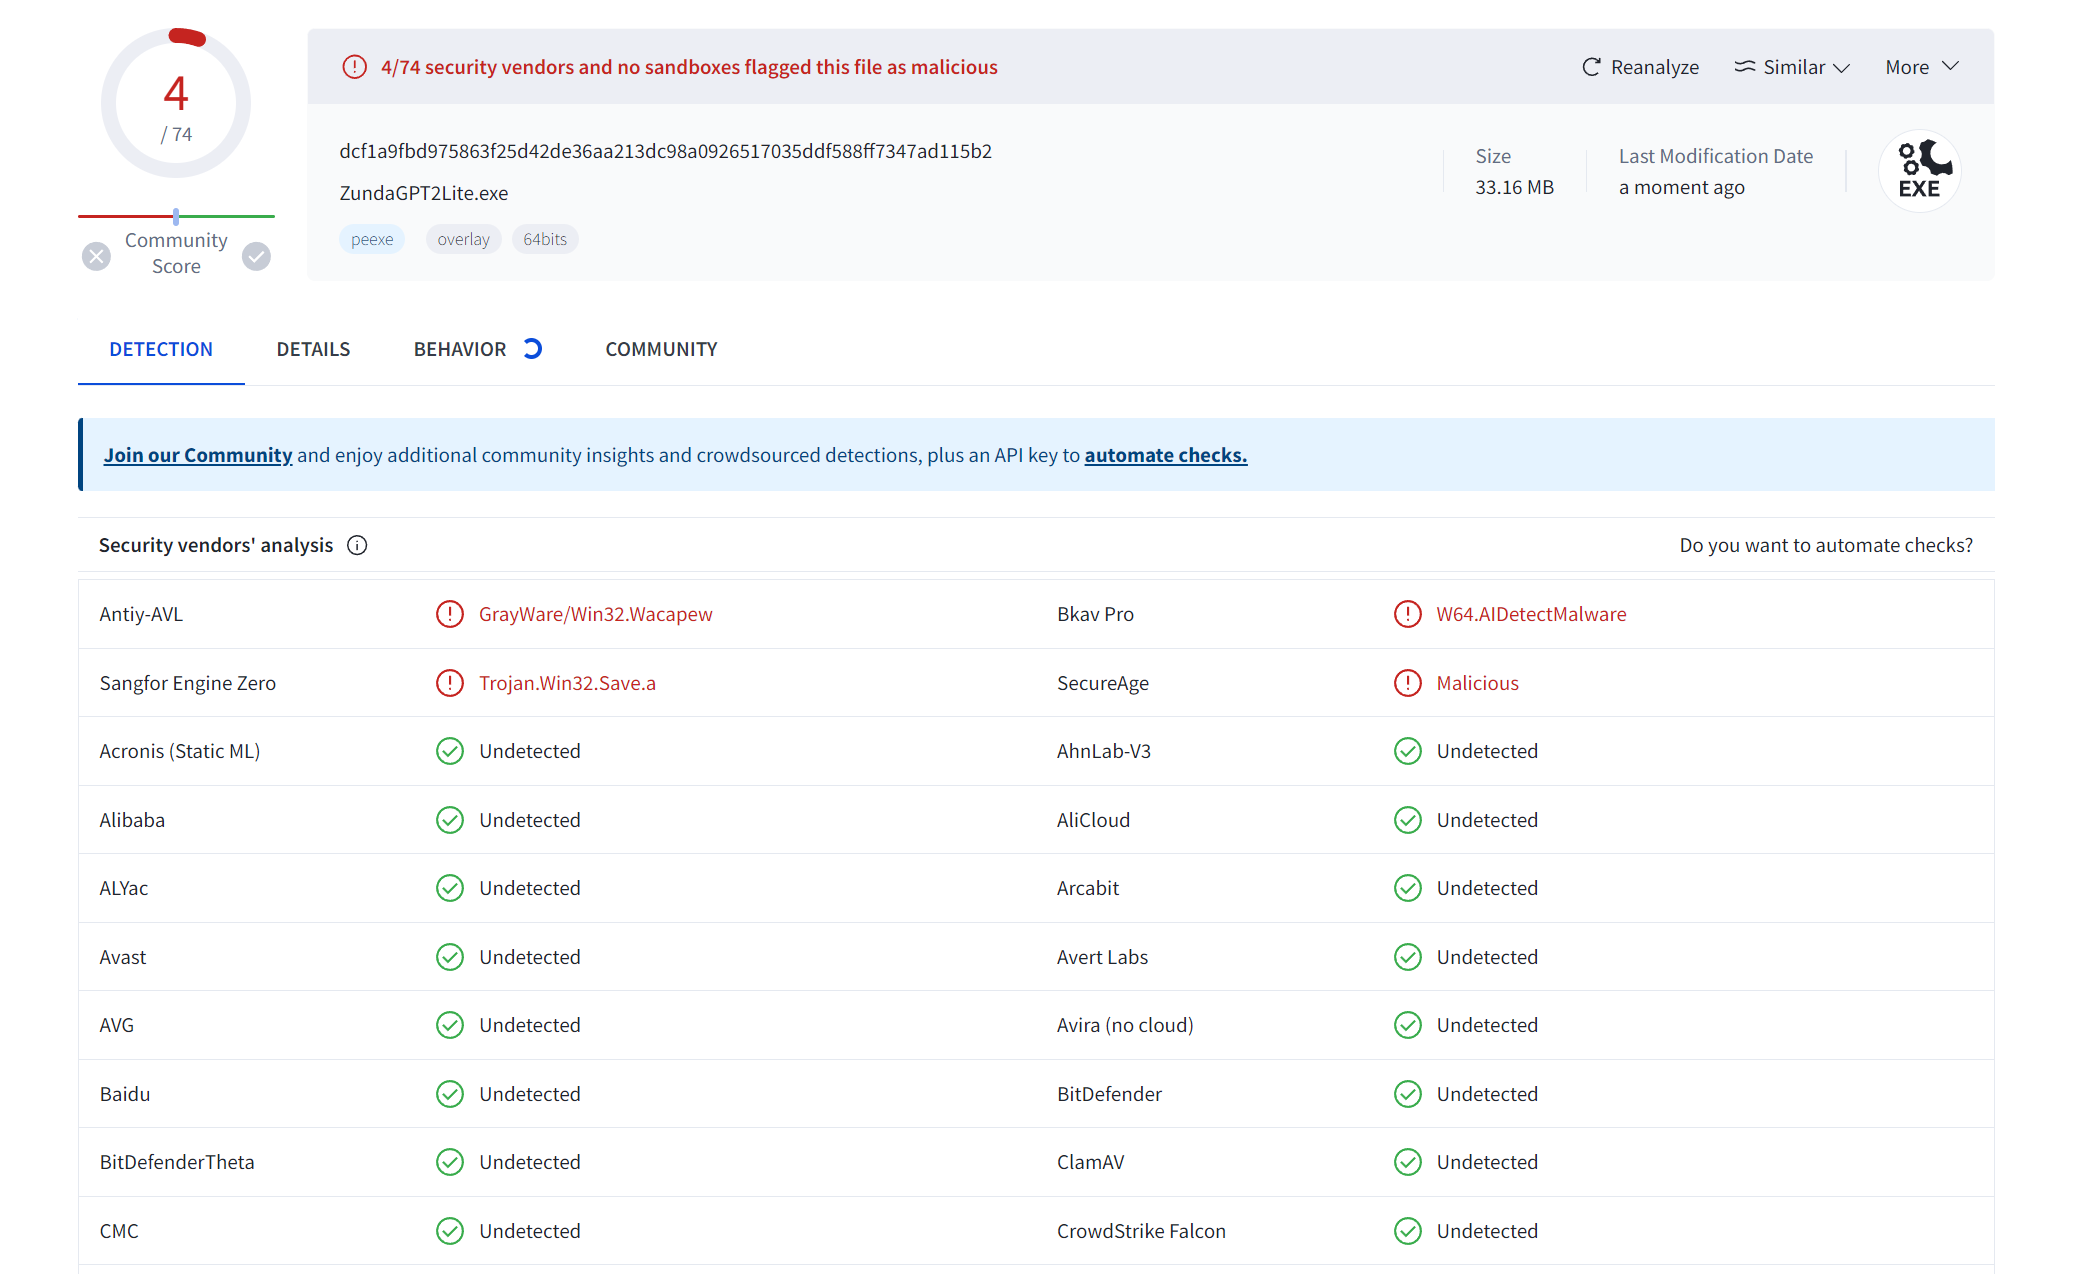 4
/ 74
Community
Score
4/74 security vendors and no sandboxes flagged this file as malicious
Reanalyze Similar More
dcf1a9fbd975863f25d42de36aa213dc98a0926517035ddf588ff7347ad115b2
ZundaGPT2Lite.exe
peexe overlay 64bits
Size
33.16 MB
Last Modification Date
a moment ago
EXE
DETECTION DETAILS BEHAVIOR COMMUNITY
Join our Community and enjoy additional community insights and crowdsourced detections, plus an API key to automate checks.
Security vendors' analysis Do you want to automate checks?
Antiy-AVL GrayWare/Win32.Wacapew Bkav Pro W64.AIDetectMalware
Sangfor Engine Zero Trojan.Win32.Save.a SecureAge Malicious
Acronis (Static ML) Undetected AhnLab-V3 Undetected
Alibaba Undetected AliCloud Undetected
ALYac Undetected Arcabit Undetected
Avast Undetected Avert Labs Undetected
AVG Undetected Avira (no cloud) Undetected
Baidu Undetected BitDefender Undetected
BitDefenderTheta Undetected ClamAV Undetected
CMC Undetected CrowdStrike Falcon Undetected